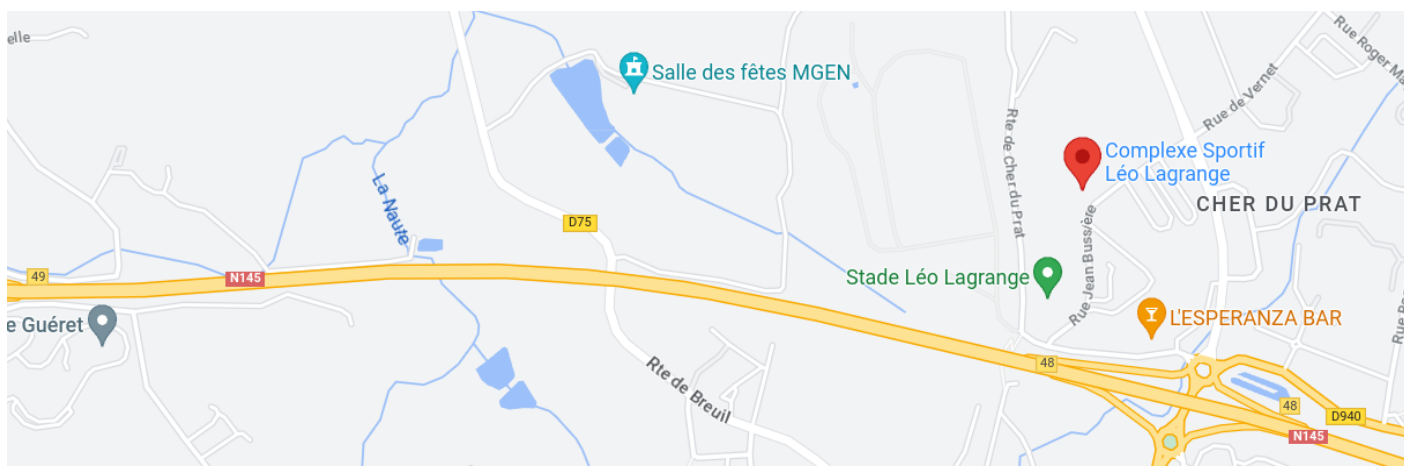 elle
Salle des fêtes MGEN
Rue Roger Ma
Rue de Vernet
Rte de Cher du Prat
Complexe Sportif
Léo Lagrange
La Naute
CHER DU PRAT
D75
Rue Jean Bussière
49
N145
Stade Léo Lagrange
e Guéret
L'ESPERANZA BAR
48
Rte de Breuil
48
D940
N145